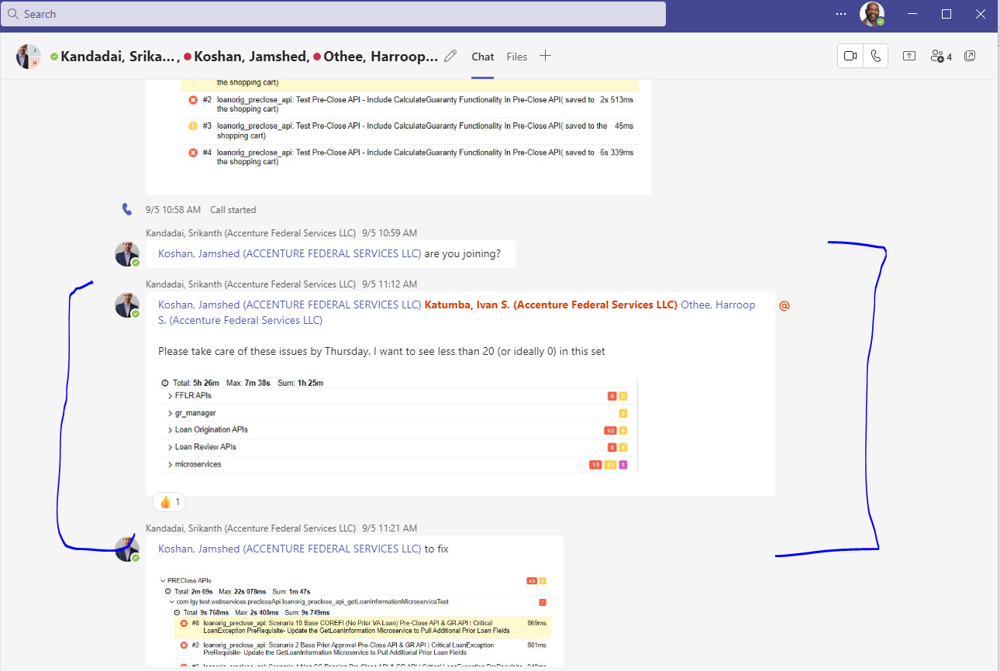 Search
J
H
Kandadai, Srika..., Koshan, Jamshed, Othee, Harroop... Chat Files 4
the shopping cart)
#2 loanorig_preclose_api: Test Pre-Close API - Include CalculateGuaranty Functionality In Pre-Close API( saved to 2s 513ms
the shopping cart)
#3 loanorig_preclose_api: Test Pre-Close API - Include CalculateGuaranty Functionality In Pre-Close API( saved to the 45ms
shopping cart)
#4 loanorig_preclose_api: Test Pre-Close API - Include CalculateGuaranty Functionality In Pre-Close API( saved to 6s 339ms
the shopping cart)
9/5 10:58 AM Call started
Kandadai, Srikanth (Accenture Federal Services LLC) 9/5 10:59 AM
Koshan, Jamshed (ACCENTURE FEDERAL SERVICES LLC) are you joining?
Kandadai, Srikanth (Accenture Federal Services LLC) 9/5 11:12 AM
Koshan, Jamshed (ACCENTURE FEDERAL SERVICES LLC) Katumba, Ivan S. (Accenture Federal Services LLC) Othee, Harroop @
S. (Accenture Federal Services LLC)
Please take care of these issues by Thursday. I want to see less than 20 (or ideally 0) in this set
Total: 5h 26m Max: 7m 38s Sum: 1h 25m
FFLR APIs 6 2
gr_manager 3
Loan Origination APIs 10 4
Loan Review APIs 5 1
microservices 15 12 1
1
Kandadai, Srikanth (Accenture Federal Services LLC) 9/5 11:21 AM
Koshan, Jamshed (ACCENTURE FEDERAL SERVICES LLC) to fix
PREClose APIs 43
Total: 2m 09s Max: 22s 078ms Sum: 1m 47s
com.lgy.test.webservices.precloseApi.loanorig_preclose_api_getLoanInformationMicroserviceTest 7
Total: 9s 768ms Max: 2s 408ms Sum: 9s 749ms
#8 loanorig_preclose_api: Scenario 10 Base COREFI (No Prior VA Loan) Pre-Close API & GR API | Critical 869ms
LoanException PreRequisite- Update the GetLoanInformation Microservice to Pull Additional Prior Loan Fields
#2 loanorig_preclose_api: Scenario 2 Base Prior Approval Pre-Close API & GR API | Critical LoanException 881ms
PreRequisite- Update the GetLoanInformation Microservice to Pull Additional Prior Loan Fields